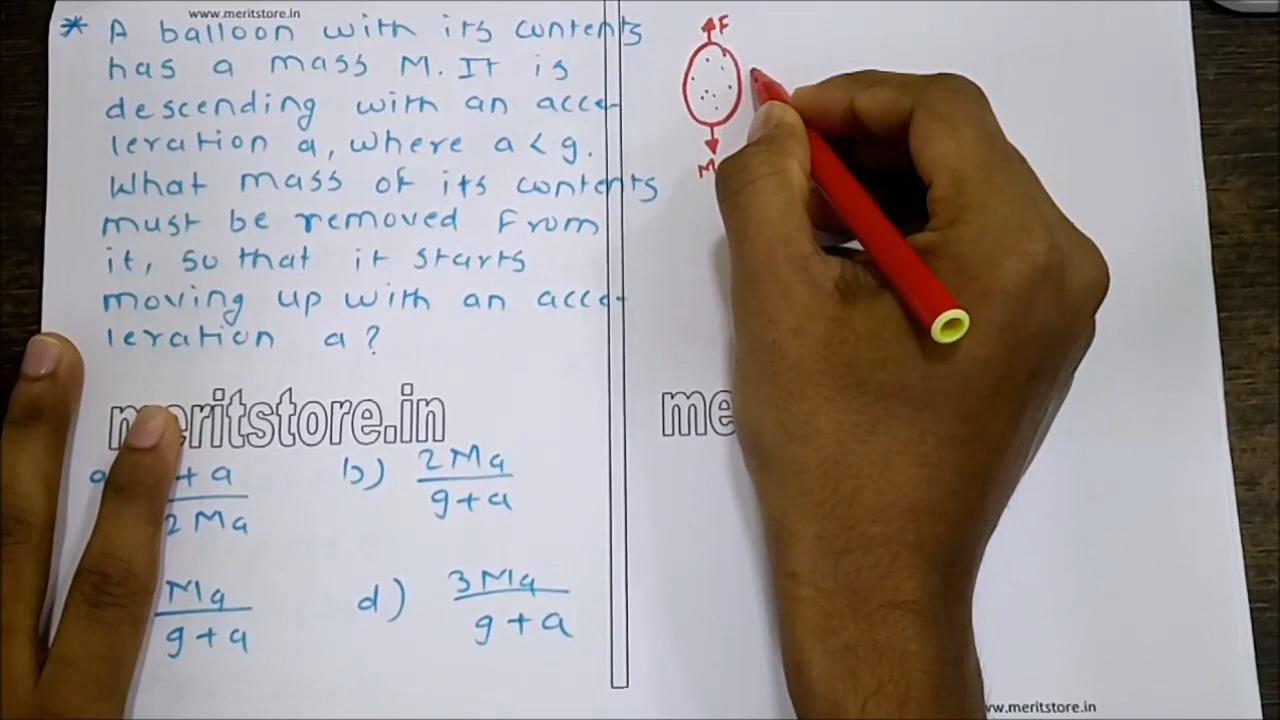 www.meritstore.in
* A balloon with its contents
has a mass M. It is
descending with an acce-
leration a, where a < g.
What mass of its contents
must be removed from
it, so that it starts
moving up with an acce-
leration a?
meritstore.in
+ a
2 Ma
b) 2Ma
g+a
Ma
g+a
d) 3Ma
g+a
F
M
me
www.meritstore.in